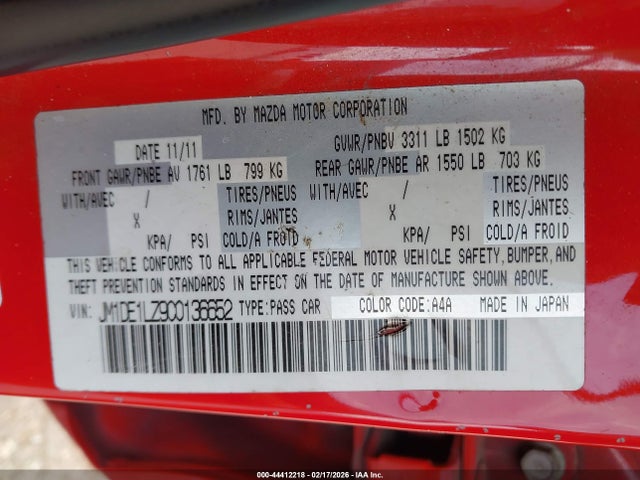 MFD. BY MAZDA MOTOR CORPORATION
DATE 11/11 GVWR/PNBV 3311 LB 1502 KG
FRONT GAWR/PNBE AV 1761 LB 799 KG REAR GAWR/PNBE AR 1550 LB 703 KG
WITH/AVEC / TIRES/PNEUS WITH/AVEC / TIRES/PNEUS
X RIMS/JANTES X RIMS/JANTES
KPA/ PSI COLD/A FROID KPA/ PSI COLD/A FROID
THIS VEHICLE CONFORMS TO ALL APPLICABLE FEDERAL MOTOR VEHICLE SAFETY, BUMPER, AND
THEFT PREVENTION STANDARDS IN EFFECT ON THE DATE OF MANUFACTURE SHOWN ABOVE.
VIN: JM1DE1LZ9C0136652 TYPE:PASS CAR COLOR CODE:A4A MADE IN JAPAN
000-44412218 - 02/17/2026 - IAA Inc.